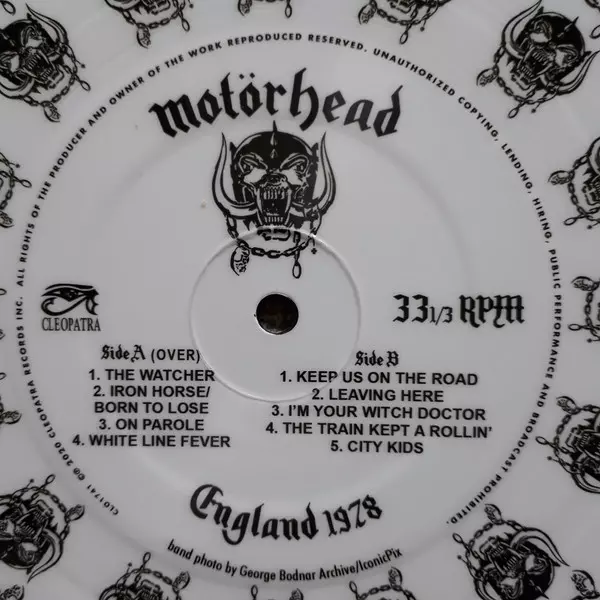 motörhead
CLEOPATRA
33 1/3 RPM
Side A (OVER)
1. THE WATCHER
2. IRON HORSE/
BORN TO LOSE
3. ON PAROLE
4. WHITE LINE FEVER
Side B
1. KEEP US ON THE ROAD
2. LEAVING HERE
3. I'M YOUR WITCH DOCTOR
4. THE TRAIN KEPT A ROLLIN'
5. CITY KIDS
England 1978
band photo by George Bodnar Archive/IconicPix
CLO1741 ©℗ 2020 CLEOPATRA RECORDS INC. ALL RIGHTS OF THE PRODUCER AND OWNER OF THE WORK REPRODUCED RESERVED. UNAUTHORIZED COPYING, LENDING, HIRING, PUBLIC PERFORMANCE AND BROADCAST PROHIBITED.